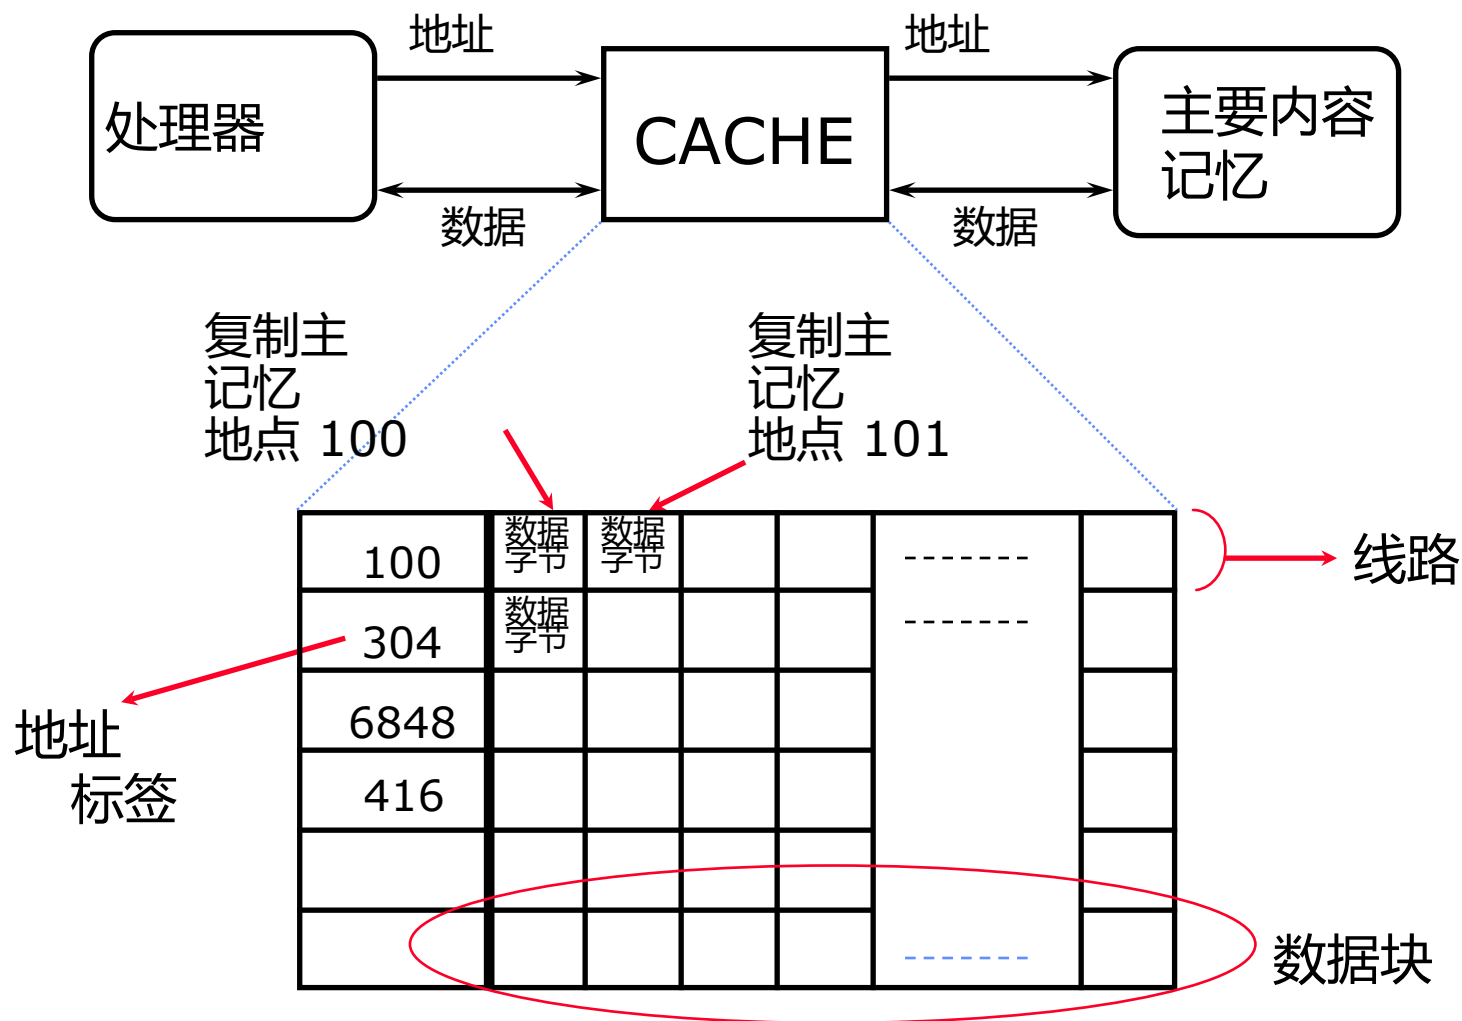 地址
地址
处理器
CACHE
主要内容
记忆
数据
数据
复制主
记忆
地点 100
复制主
记忆
地点 101
100
数据
字节
数据
字节
线路
304
数据
字节
6848
地址
标签
416
数据块